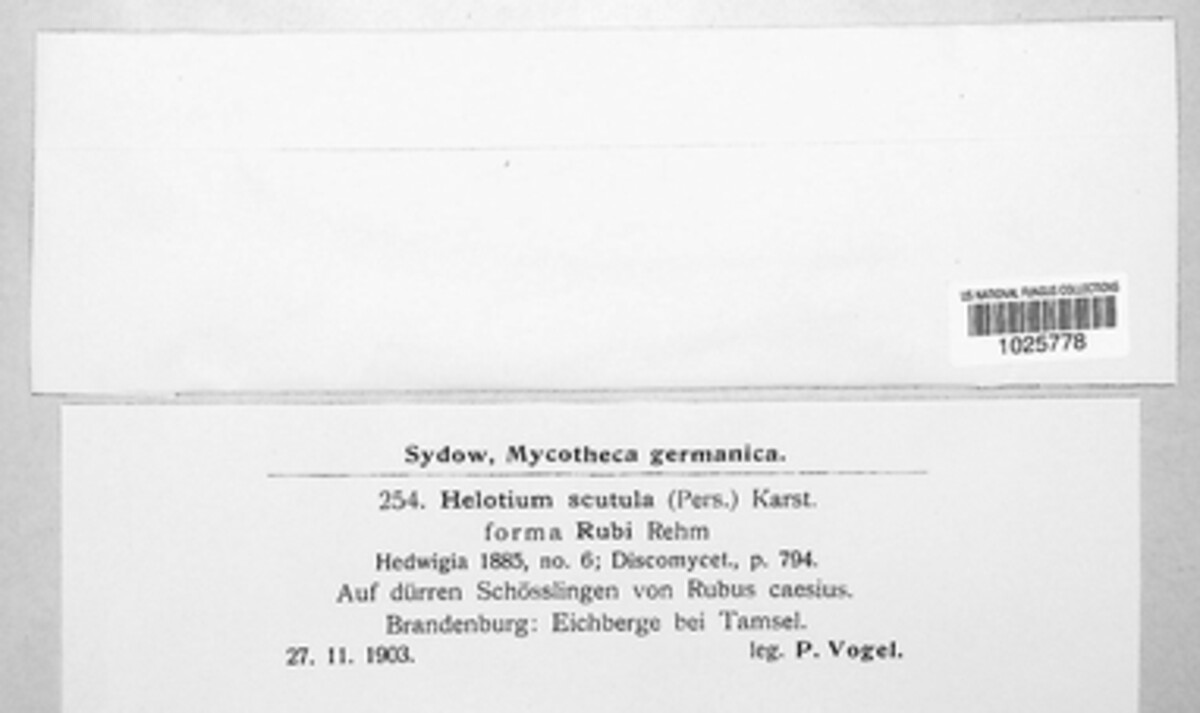 US NATIONAL FUNGUS COLLECTIONS
1025778
Sydow, Mycotheca germanica.
254. Helotium scutula (Pers.) Karst.
forma Rubi Rehm
Hedwigia 1885, no. 6; Discomycet., p. 794.
Auf dürren Schösslingen von Rubus caesius.
Brandenburg: Eichberge bei Tamsel.
27. 11. 1903. leg. P. Vogel.